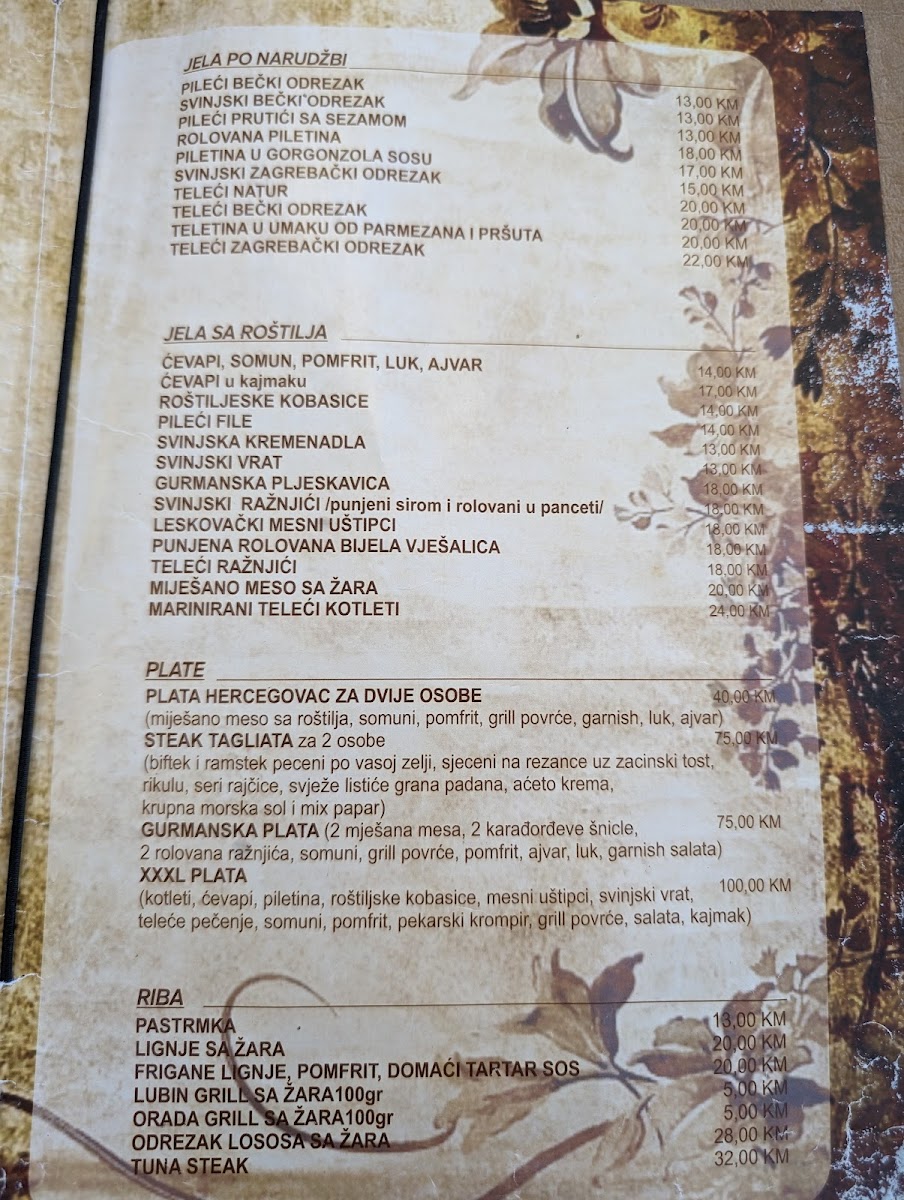 JELA PO NARUDŽBI
PILEĆI BEČKI ODREZAK 13,00 KM
SVINJSKI BEČKI ODREZAK 13,00 KM
PILEĆI PRUTIĆI SA SEZAMOM 13,00 KM
ROLOVANA PILETINA 18,00 KM
PILETINA U GORGONZOLA SOSU 17,00 KM
SVINJSKI ZAGREBAČKI ODREZAK 15,00 KM
TELEĆI NATUR 20,00 KM
TELEĆI BEČKI ODREZAK 20,00 KM
TELETINA U UMAKU OD PARMEZANA I PRŠUTA 20,00 KM
TELEĆI ZAGREBAČKI ODREZAK 22,00 KM
JELA SA ROŠTILJA
ĆEVAPI, SOMUN, POMFRIT, LUK, AJVAR 14,00 KM
ĆEVAPI u kajmaku 17,00 KM
ROŠTILJESKE KOBASICE 14,00 KM
PILEĆI FILE 14,00 KM
SVINJSKA KREMENADLA 13,00 KM
SVINJSKI VRAT 13,00 KM
GURMANSKA PLJESKAVICA 18,00 KM
SVINJSKI RAŽNJIĆI /punjeni sirom i rolovani u panceti/ 18,00 KM
LESKOVAČKI MESNI UŠTIPCI 18,00 KM
PUNJENA ROLOVANA BIJELA VJEŠALICA 18,00 KM
TELEĆI RAŽNJIĆI 18.00 KM
MIJEŠANO MESO SA ŽARA 20,00 KM
MARINIRANI TELEĆI KOTLETI 24,00 KM
PLATE
PLATA HERCEGOVAC ZA DVIJE OSOBE 40,00 KM
(miješano meso sa roštilja, somuni, pomfrit, grill povrće, garnish, luk, ajvar)
STEAK TAGLIATA za 2 osobe 75,00 KM
(biftek i ramstek peceni po vasoj zelji, sjeceni na rezance uz zacinski tost,
rikulu, seri rajčice, svježe listiće grana padana, aćeto krema,
krupna morska sol i mix papar)
GURMANSKA PLATA (2 mješana mesa, 2 karađorđeve šnicle, 75,00 KM
2 rolovana ražnjića, somuni, grill povrće, pomfrit, ajvar, luk, garnish salata)
XXXL PLATA
(kotleti, ćevapi, piletina, roštiljske kobasice, mesni uštipci, svinjski vrat, 100,00 KM
teleće pečenje, somuni, pomfrit, pekarski krompir, grill povrće, salata, kajmak)
RIBA
PASTRMKA 13,00 KM
LIGNJE SA ŽARA 20,00 KM
FRIGANE LIGNJE, POMFRIT, DOMAĆI TARTAR SOS 20,00 KM
LUBIN GRILL SA ŽARA100gr 5,00 KM
ORADA GRILL SA ŽARA100gr 5,00 KM
ODREZAK LOSOSA SA ŽARA 28,00 KM
TUNA STEAK 32,00 KM